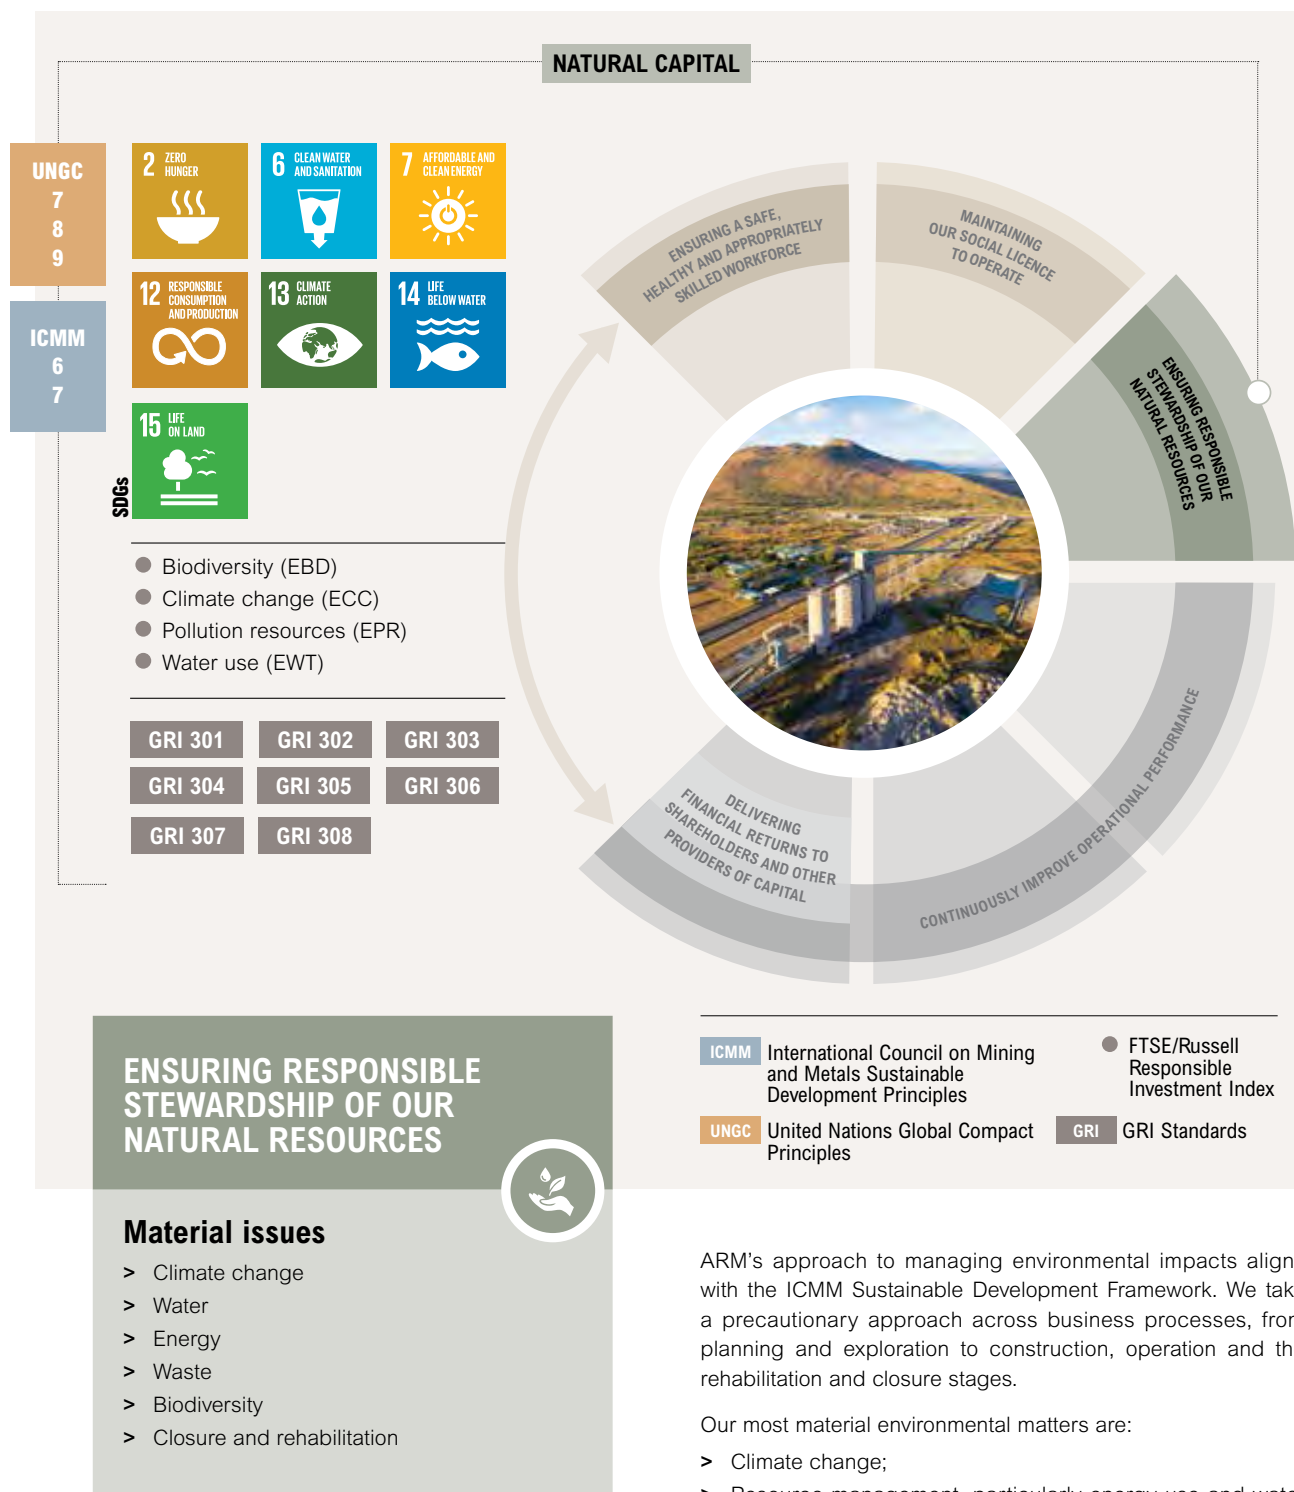 NATURAL CAPITAL
UNGC
7
8
9
ICMM
6
7
2 ZERO
HUNGER
6 CLEAN WATER
AND SANITATION
7 AFFORDABLE AND
CLEAN ENERGY
12 RESPONSIBLE
CONSUMPTION
AND PRODUCTION
13 CLIMATE
ACTION
14 LIFE
BELOW WATER
15 LIFE
ON LAND
SDGs
Biodiversity (EBD)
Climate change (ECC)
Pollution resources (EPR)
Water use (EWT)
GRI 301 GRI 302 GRI 303
GRI 304 GRI 305 GRI 306
GRI 307 GRI 308
ENSURING A SAFE,
HEALTHY AND APPROPRIATELY
SKILLED WORKFORCE
MAINTAINING
OUR SOCIAL LICENCE
TO OPERATE
ENSURING RESPONSIBLE
STEWARDSHIP OF OUR
NATURAL RESOURCES
CONTINUOUSLY IMPROVE OPERATIONAL PERFORMANCE
DELIVERING
FINANCIAL RETURNS TO
SHAREHOLDERS AND OTHER
PROVIDERS OF CAPITAL
ICMM International Council on Mining
and Metals Sustainable
Development Principles
FTSE/Russell
Responsible
Investment Index
UNGC United Nations Global Compact
Principles
GRI GRI Standards
ENSURING RESPONSIBLE
STEWARDSHIP OF OUR
NATURAL RESOURCES
Material issues
> Climate change
> Water
> Energy
> Waste
> Biodiversity
> Closure and rehabilitation
ARM's approach to managing environmental impacts align
with the ICMM Sustainable Development Framework. We tak
a precautionary approach across business processes, from
planning and exploration to construction, operation and th
rehabilitation and closure stages.
Our most material environmental matters are:
> Climate change;
> Resource management, particularly energy use and wate